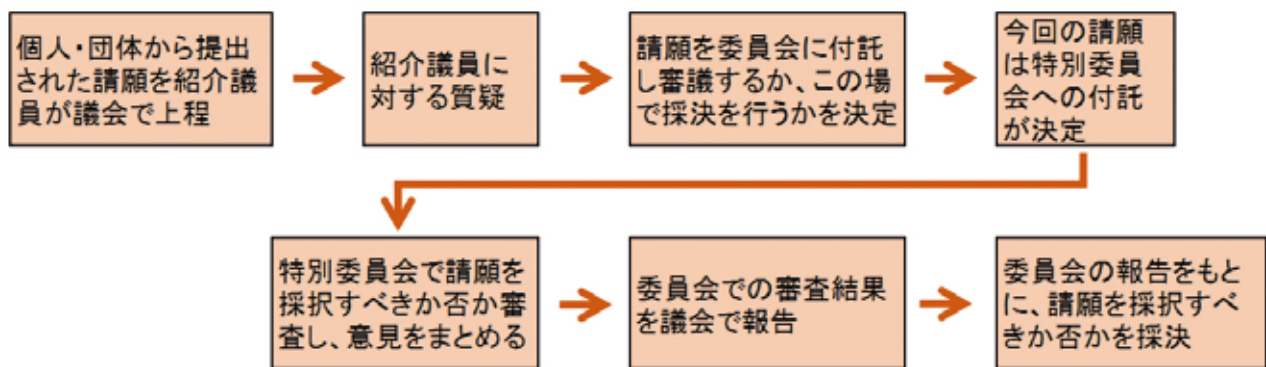 個人・団体から提出
された請願を紹介議
員が議会で上程
紹介議員に
対する質疑
請願を委員会に付託
し審議するか、この場
で採決を行うかを決定
今回の請願
は特別委員
会への付託
が決定
特別委員会で請願を
採択すべきか否か審
査し、意見をまとめる
委員会での審査結果
を議会で報告
委員会の報告をもと
に、請願を採択すべ
きか否かを採決